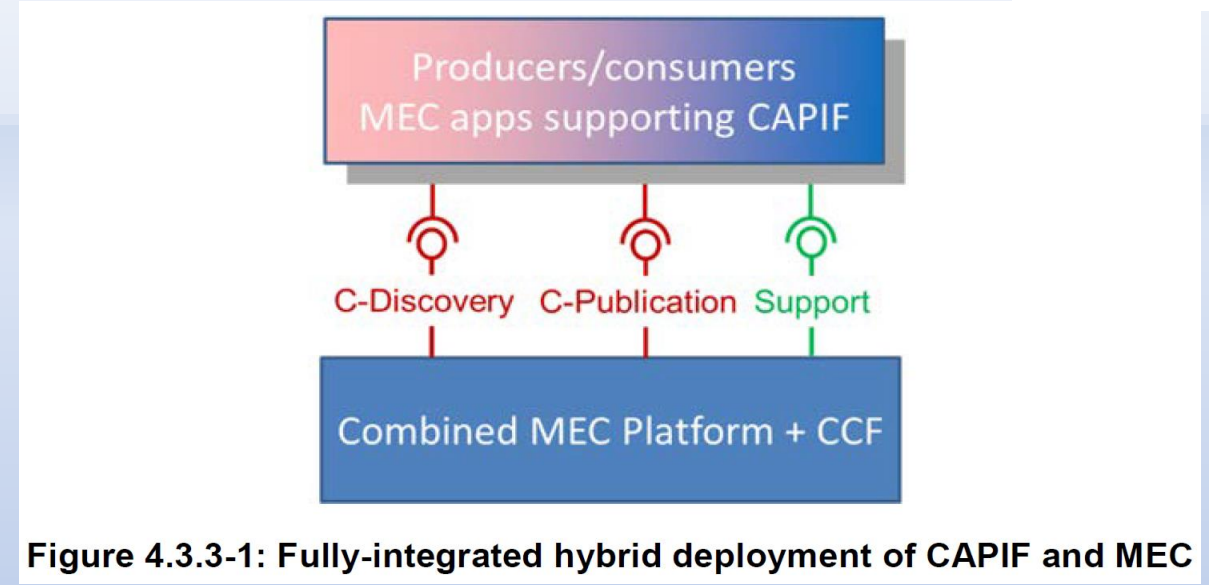 Producers/consumers
MEC apps supporting CAPIF
C-Discovery C-Publication Support
Combined MEC Platform + CCF
Figure 4.3.3-1: Fully-integrated hybrid deployment of CAPIF and MEC